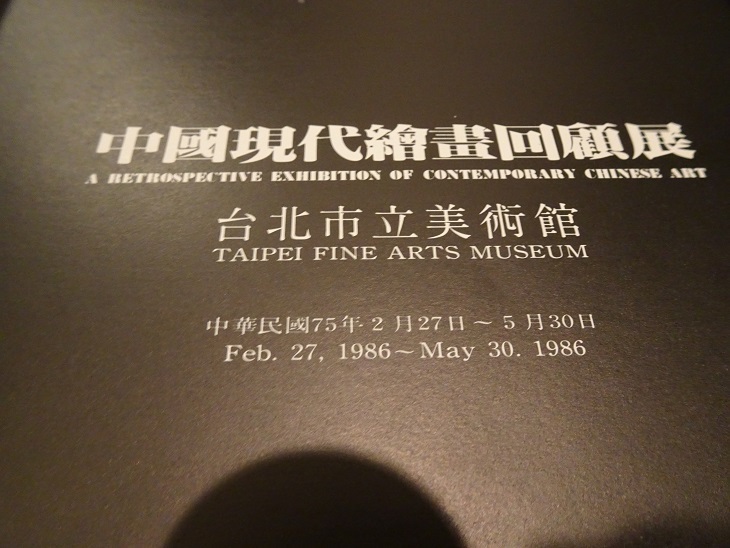 中國現代繪畫回顧展
A RETROSPECTIVE EXHIBITION OF CONTEMPORARY CHINESE ART
台北市立美術館
TAIPEI FINE ARTS MUSEUM
中華民國75年2月27日～5月30日
Feb. 27, 1986～May 30. 1986